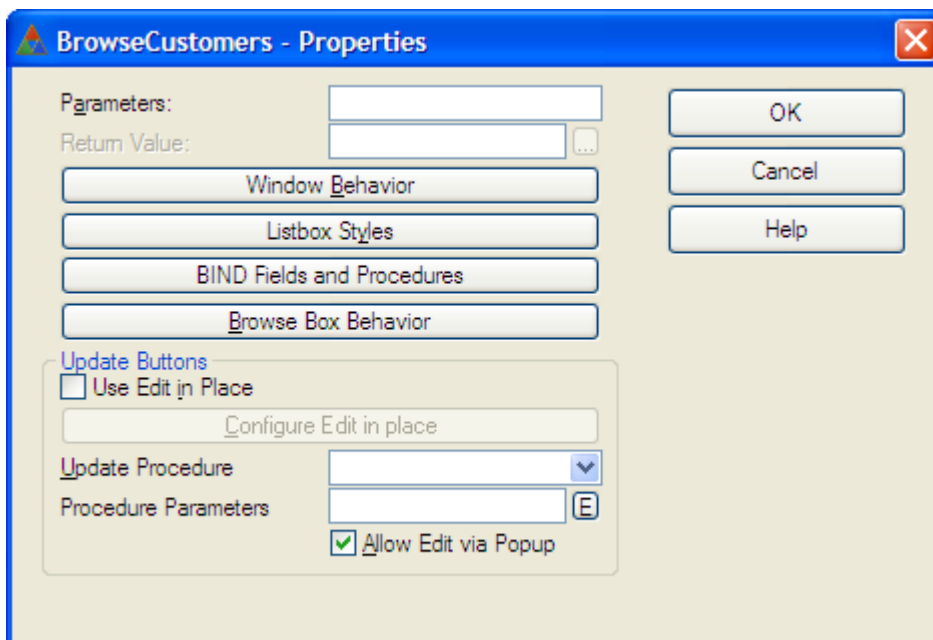 BrowseCustomers - Properties
Parameters:
OK
Return Value:
...
Window Behavior
Cancel
Listbox Styles
Help
BIND Fields and Procedures
Browse Box Behavior
Update Buttons
Use Edit in Place
Configure Edit in place
Update Procedure
Procedure Parameters
E
Allow Edit via Popup